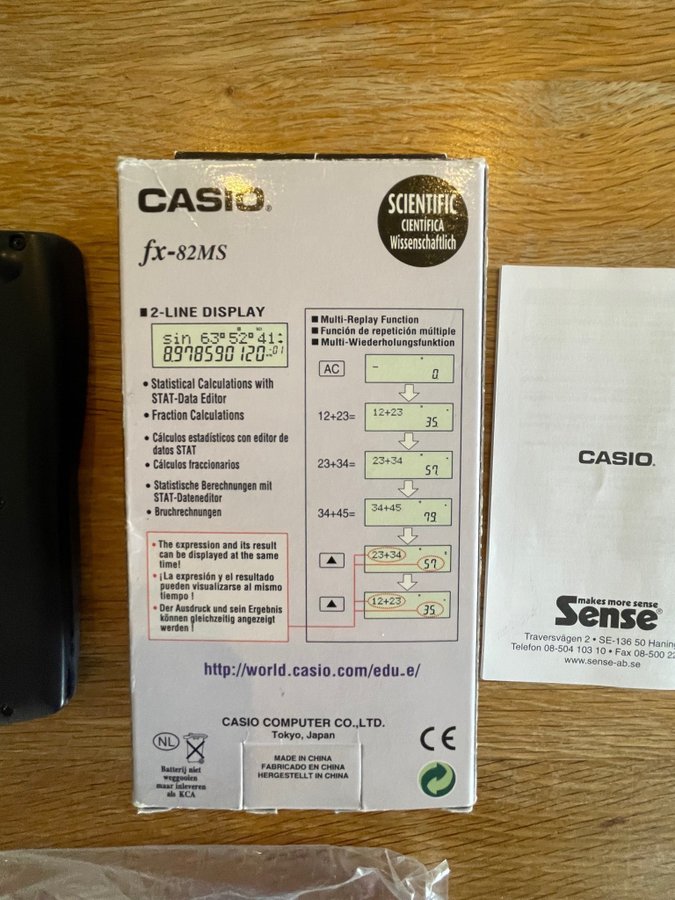 CASIO®
fx-82MS
SCIENTIFIC
CIENTÍFICA
Wissenschaftlich
■2-LINE DISPLAY
sin 63°52°41°
8.978590120-01
• Statistical Calculations with
STAT-Data Editor
• Fraction Calculations
• Cálculos estadísticos con editor de
datos STAT
• Cálculos fraccionarios
• Statistische Berechnungen mit
STAT-Dateneditor
• Bruchrechnungen
• The expression and its result
can be displayed at the same
time!
• ¡La expresión y el resultado
pueden visualizarse al mismo
tiempo !
• Der Ausdruck und sein Ergebnis
können gleichzeitig angezeigt
werden !
■ Multi-Replay Function
■ Función de repetición múltiple
■ Multi-Wiederholungsfunktion
AC
0.
12+23=
12+23
35.
23+34=
23+34
57.
34+45=
34+45
79.
▲
23+34
57.
▲
12+23
35.
http://world.casio.com/edu_e/
CASIO COMPUTER CO.,LTD.
Tokyo, Japan
MADE IN CHINA
FABRICADO EN CHINA
HERGESTELLT IN CHINA
NL
Batterij niet
weggooien
maar inleveren
als KCA
CE
CASIO®
makes more sense
Sense®
Traversvägen 2 • SE-136 50
Telefon 08-504 103 10 • Fax 08-500 22
www.sense-ab.se